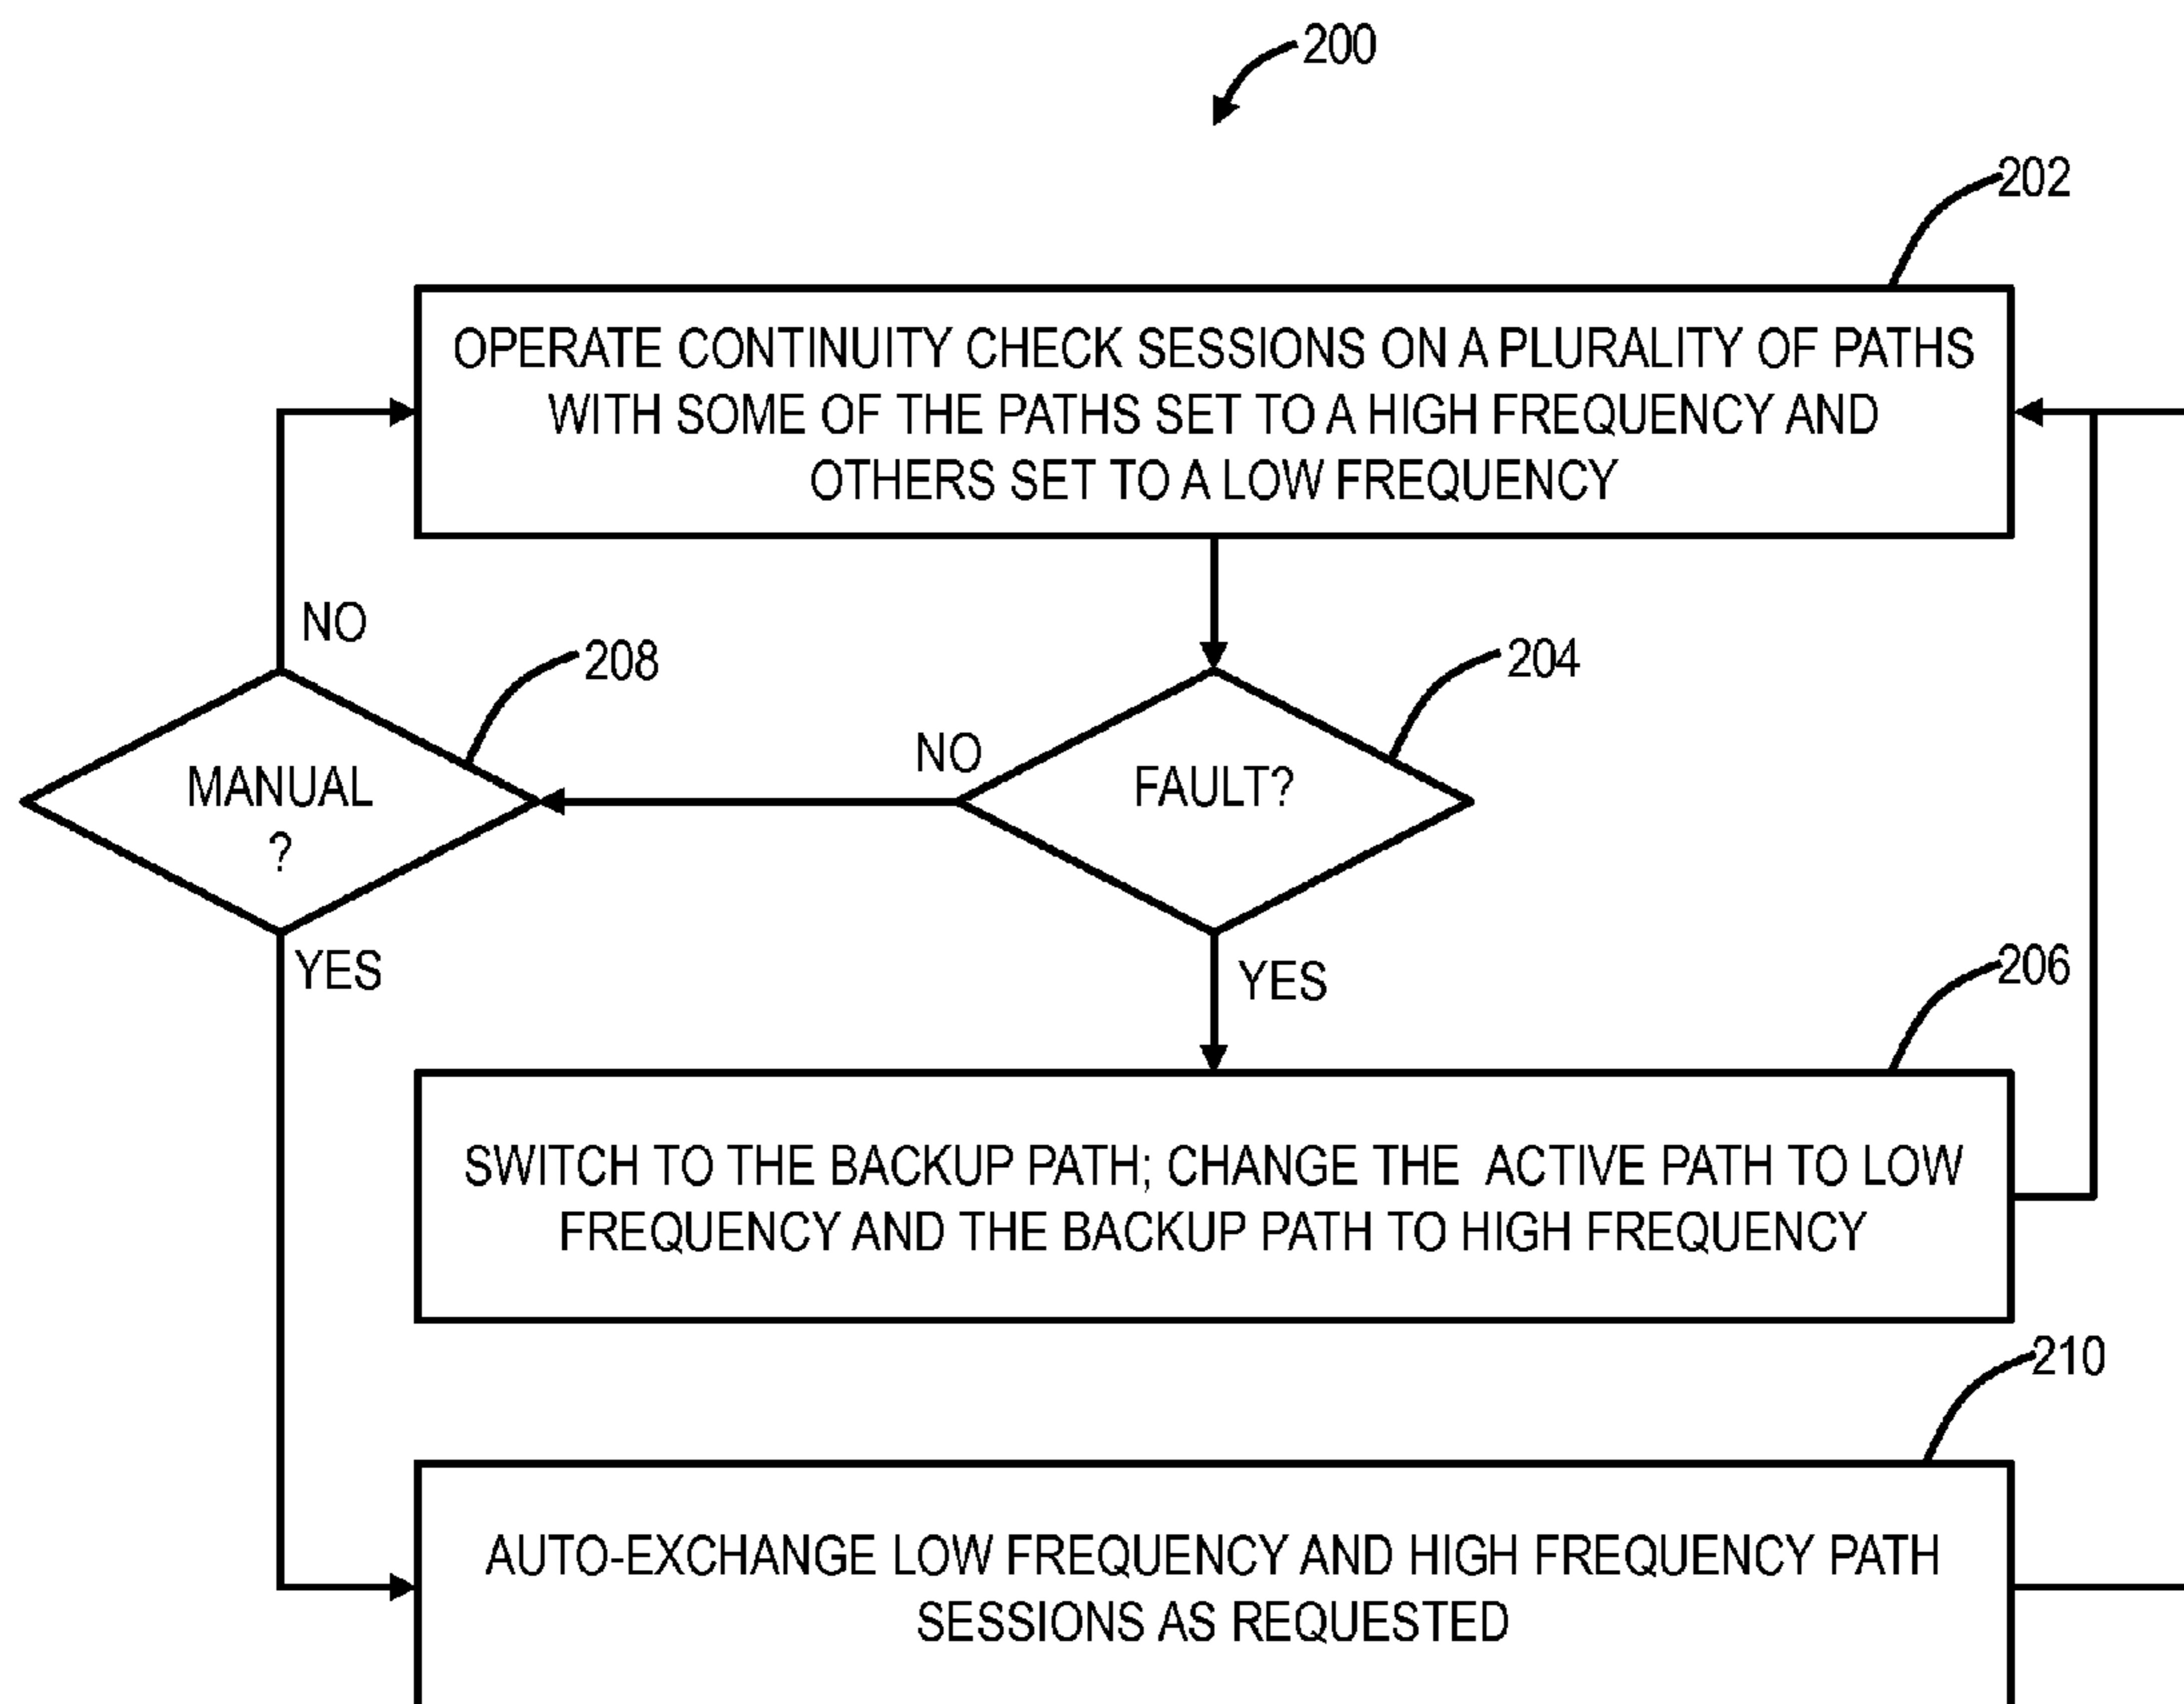 200
202
OPERATE CONTINUITY CHECK SESSIONS ON A PLURALITY OF PATHS
WITH SOME OF THE PATHS SET TO A HIGH FREQUENCY AND
OTHERS SET TO A LOW FREQUENCY
NO
208
204
MANUAL
?
NO
FAULT?
YES
YES
206
SWITCH TO THE BACKUP PATH; CHANGE THE ACTIVE PATH TO LOW
FREQUENCY AND THE BACKUP PATH TO HIGH FREQUENCY
210
AUTO-EXCHANGE LOW FREQUENCY AND HIGH FREQUENCY PATH
SESSIONS AS REQUESTED